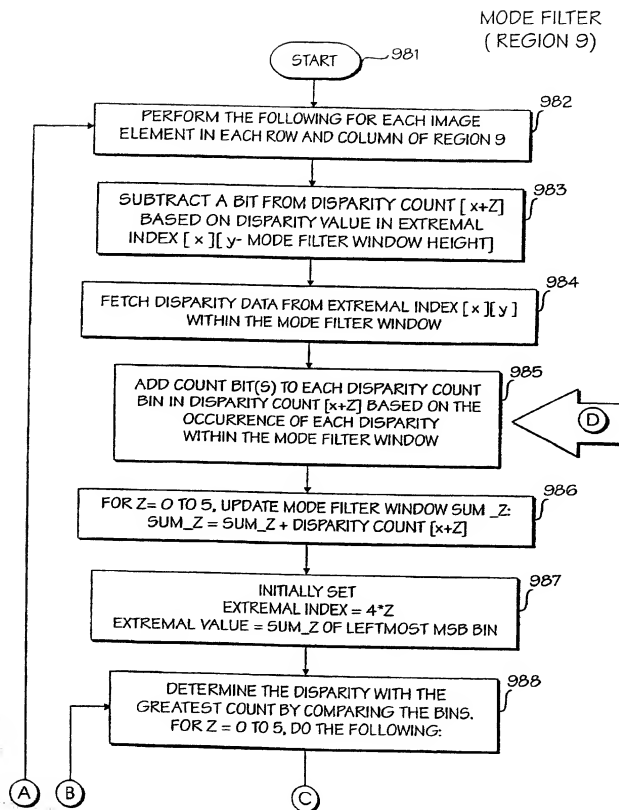 MODE FILTER
( REGION 9)
START
981
982
PERFORM THE FOLLOWING FOR EACH IMAGE
ELEMENT IN EACH ROW AND COLUMN OF REGION 9
983
SUBTRACT A BIT FROM DISPARITY COUNT [ x+Z]
BASED ON DISPARITY VALUE IN EXTREMAL
INDEX [ x ][ y- MODE FILTER WINDOW HEIGHT]
984
FETCH DISPARITY DATA FROM EXTREMAL INDEX [ x ][ y ]
WITHIN THE MODE FILTER WINDOW
985
ADD COUNT BIT(S) TO EACH DISPARITY COUNT
BIN IN DISPARITY COUNT [x+Z] BASED ON THE
OCCURRENCE OF EACH DISPARITY
WITHIN THE MODE FILTER WINDOW
D
986
FOR Z= 0 TO 5, UPDATE MODE FILTER WINDOW SUM _Z:
SUM_Z = SUM_Z + DISPARITY COUNT [x+Z]
987
INITIALLY SET
EXTREMAL INDEX = 4*Z
EXTREMAL VALUE = SUM_Z OF LEFTMOST MSB BIN
988
DETERMINE THE DISPARITY WITH THE
GREATEST COUNT BY COMPARING THE BINS.
FOR Z = 0 TO 5, DO THE FOLLOWING:
A
B
C